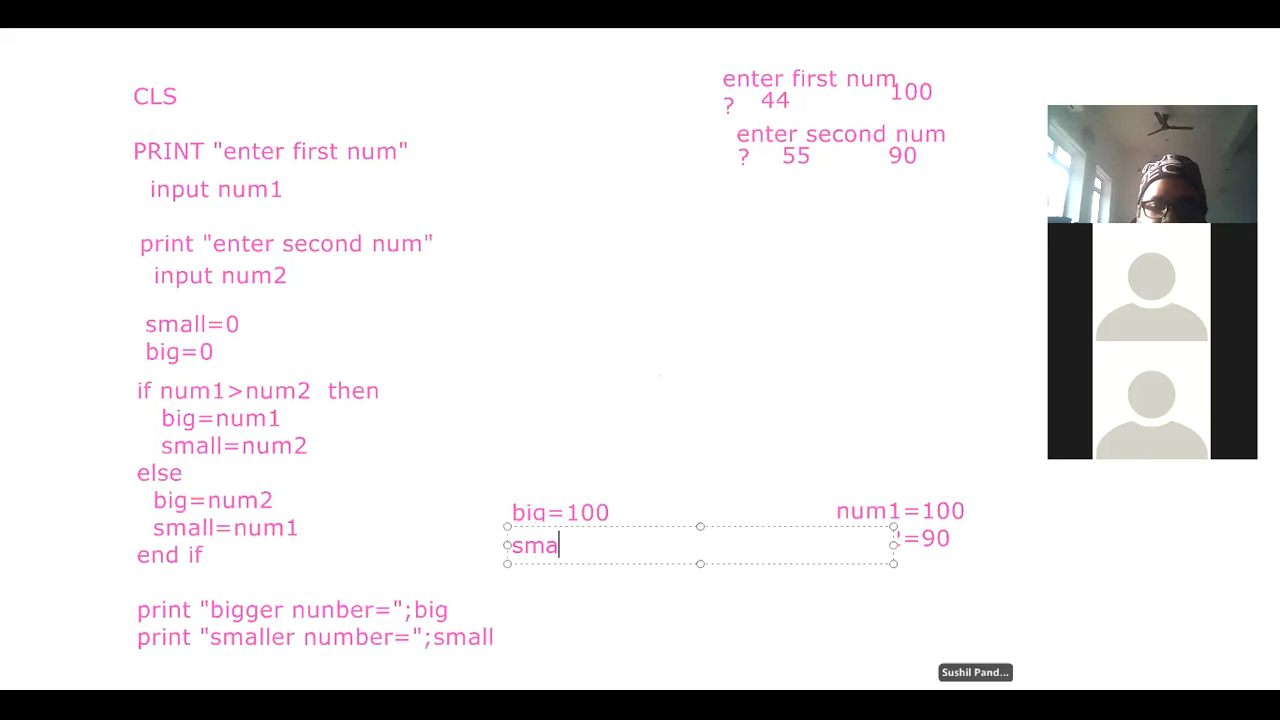 CLS
PRINT "enter first num"
input num1
print "enter second num"
input num2
small=0
big=0
if num1>num2 then
big=num1
small=num2
else
big=num2
small=num1
end if
print "bigger nunber=";big
print "smaller number=";small
enter first num
? 44 100
enter second num
? 55 90
big=100
sma
num1=100
=90
Sushil Pand...